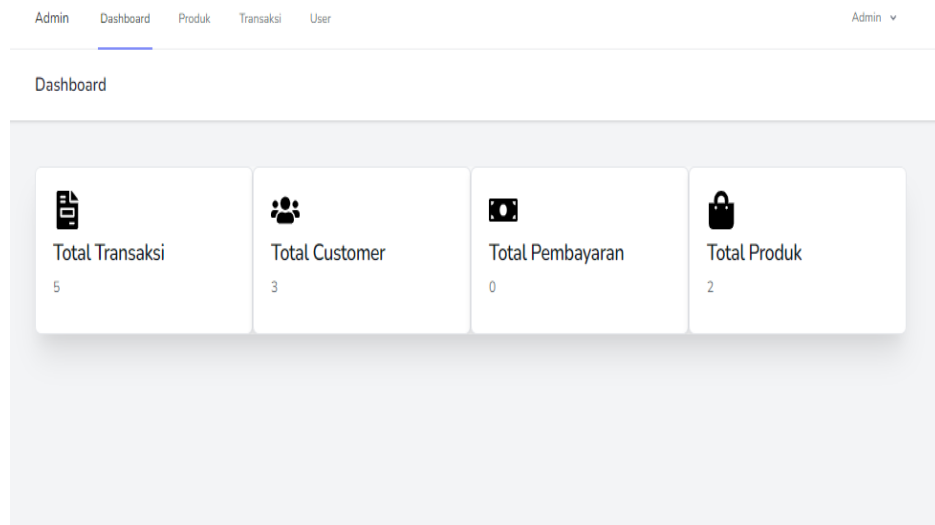 Admin Dashboard Produk Transaksi User Admin
Dashboard
Total Transaksi Total Customer Total Pembayaran Total Produk
5 3 0 2